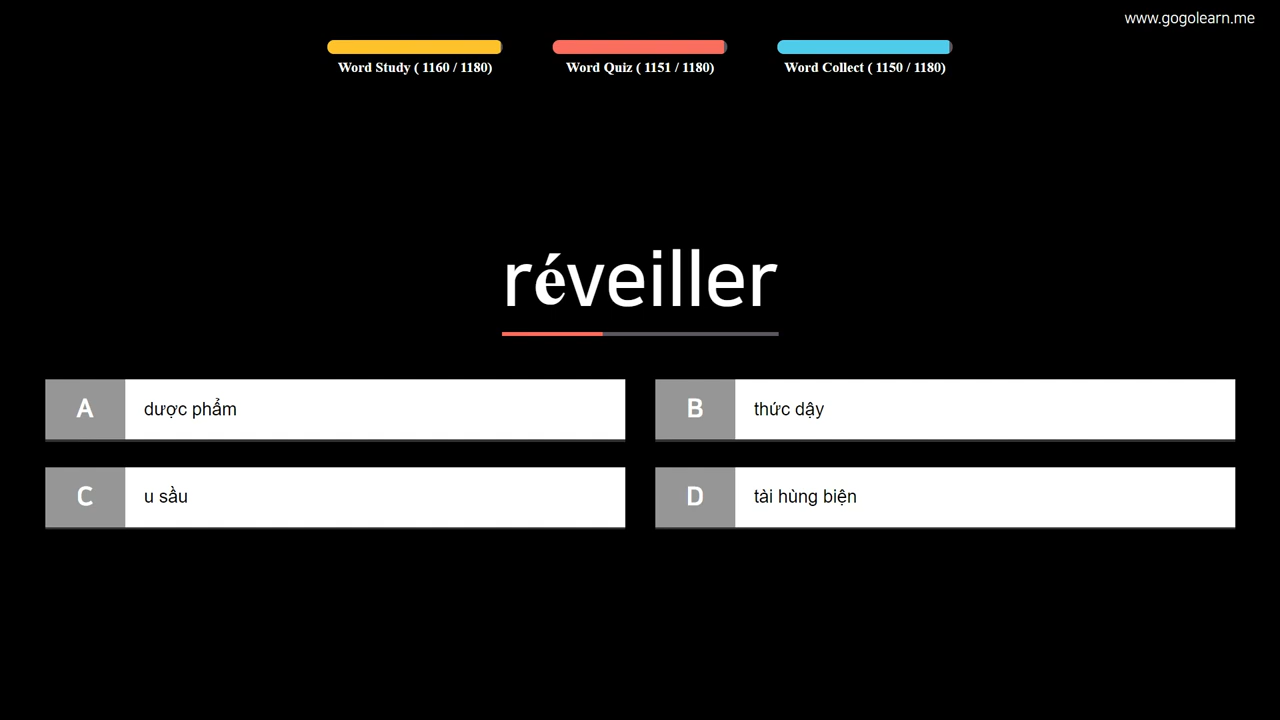 www.gogolearn.me
Word Study ( 1160 / 1180)
Word Quiz ( 1151 / 1180)
Word Collect ( 1150 / 1180)
réveiller
A dược phẩm
B thức dậy
C u sầu
D tài hùng biện